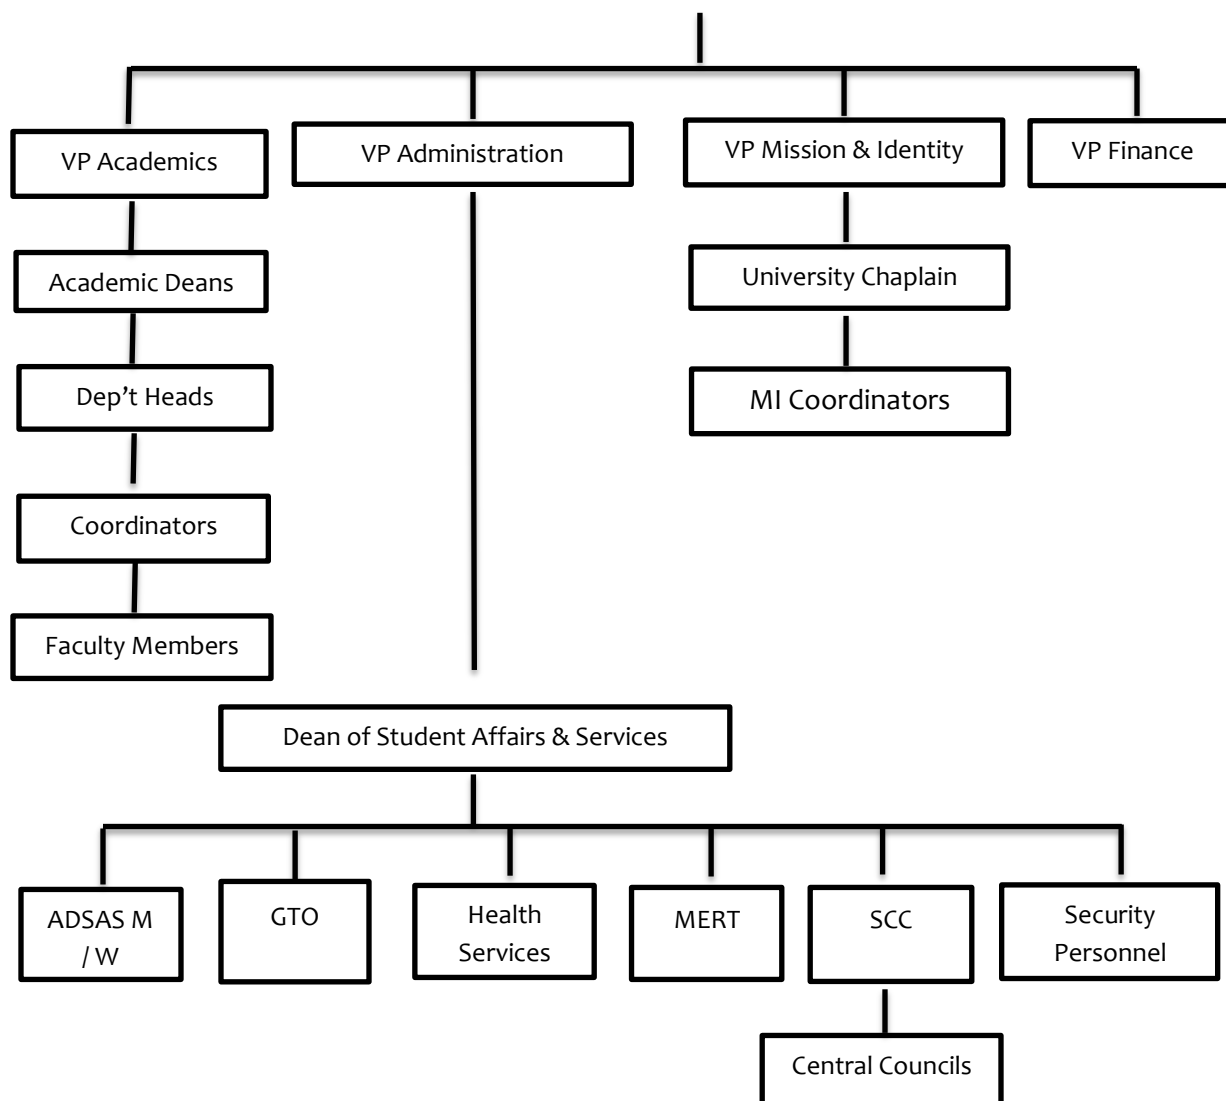 VP Academics
VP Administration
VP Mission & Identity
VP Finance
Academic Deans
University Chaplain
Dep’t Heads
MI Coordinators
Coordinators
Faculty Members
Dean of Student Affairs & Services
ADSAS M
/ W
GTO
Health
Services
MERT
SCC
Security
Personnel
Central Councils